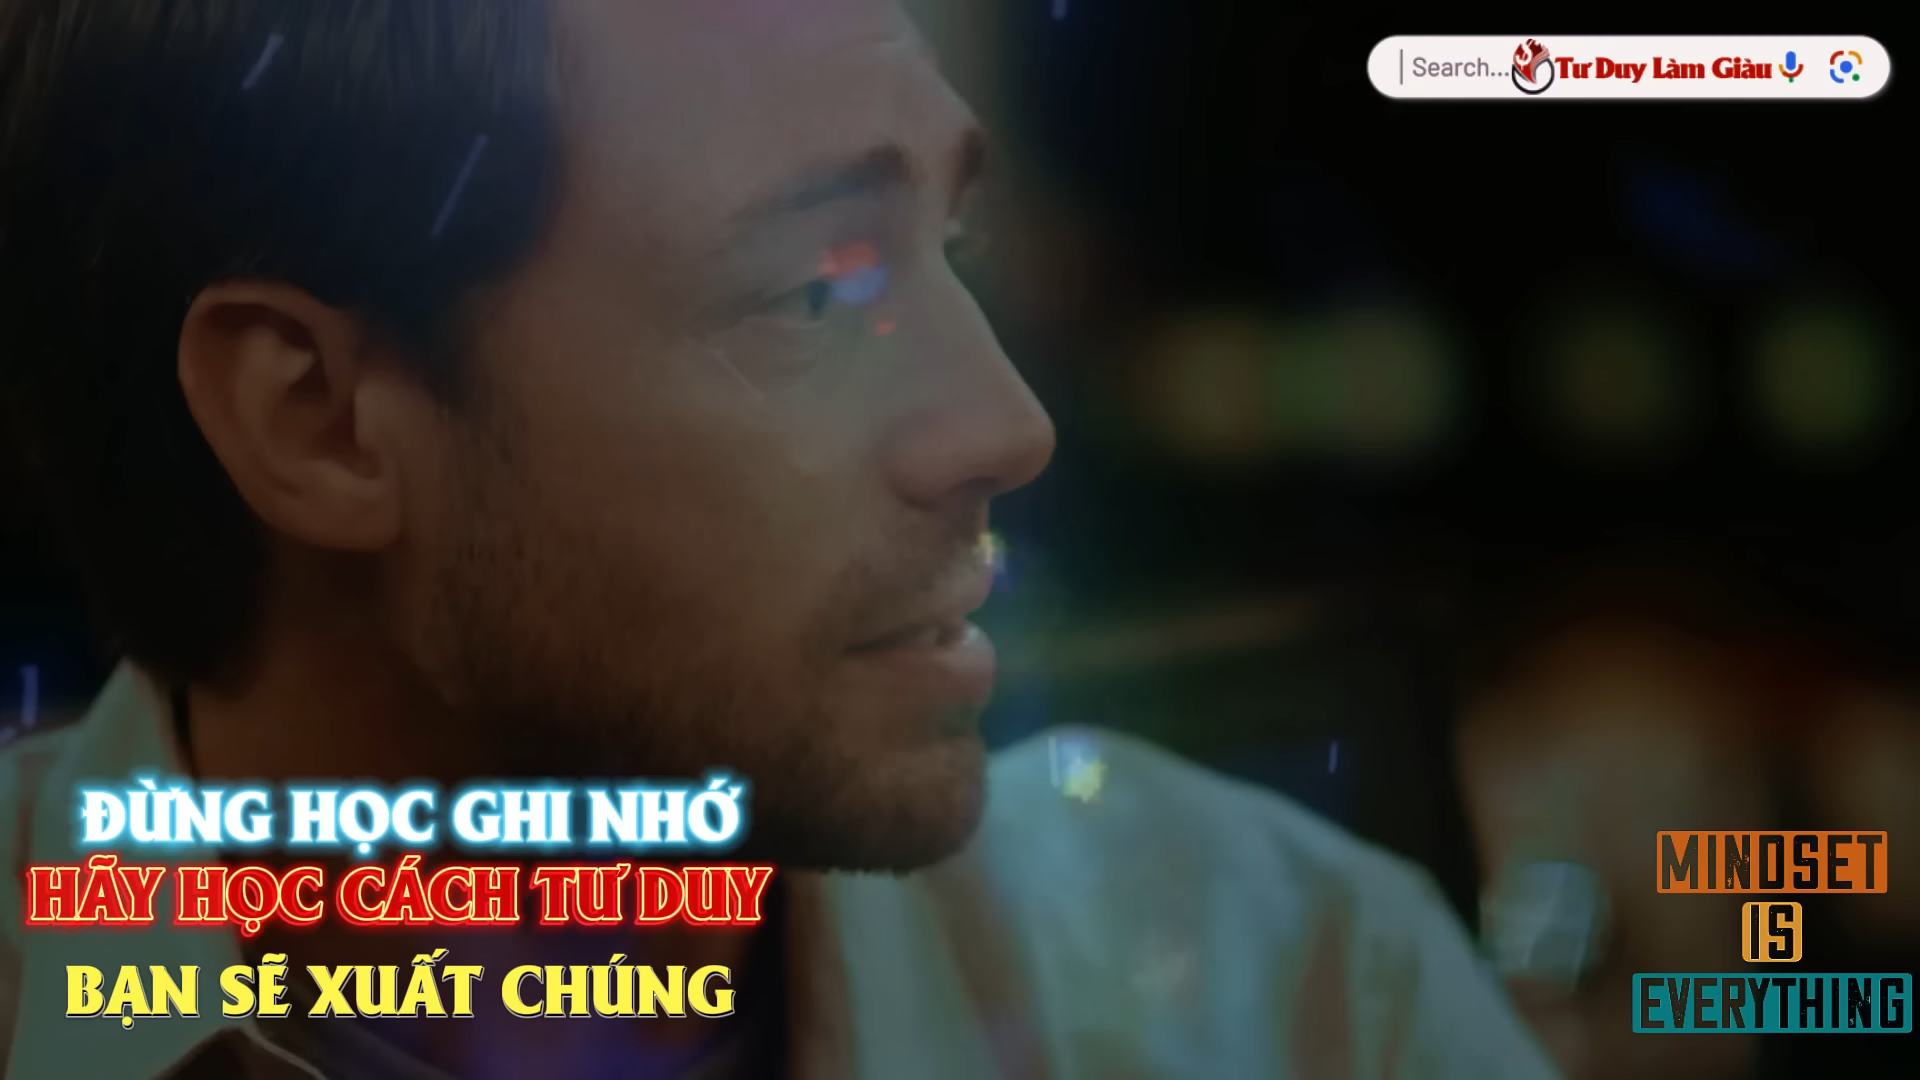 Search... Tư Duy Làm Giàu
ĐỪNG HỌC GHI NHỚ
HÃY HỌC CÁCH TƯ DUY
BẠN SẼ XUẤT CHÚNG
MINDSET
IS
EVERYTHING